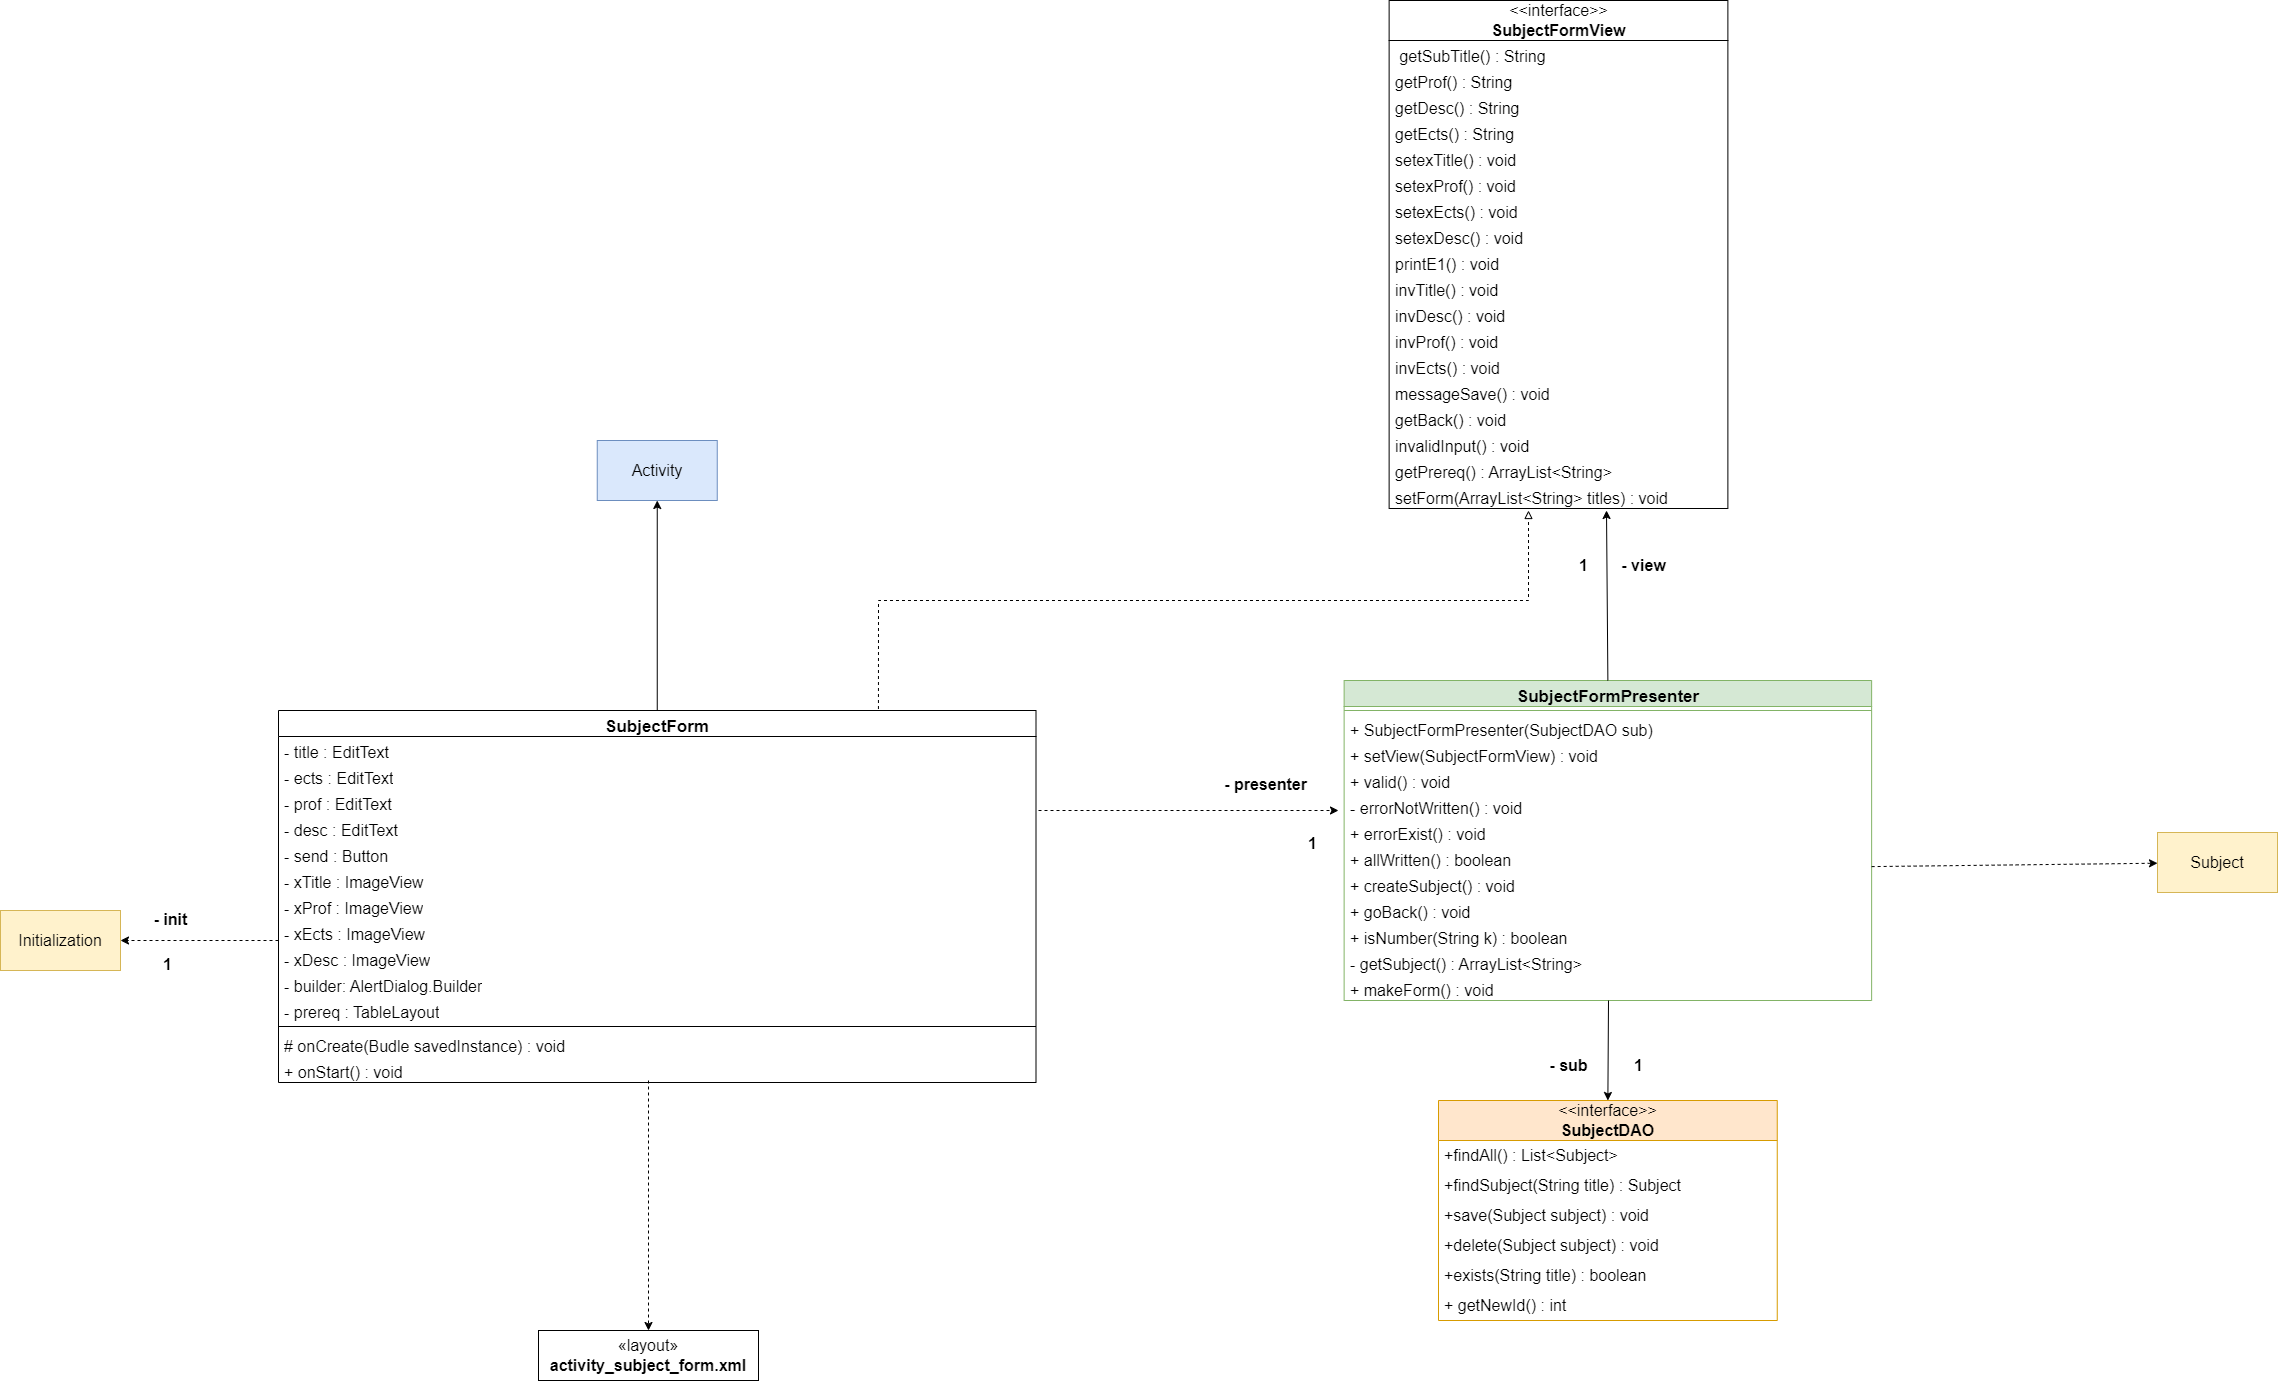 <<interface>>
SubjectFormView
getSubTitle() : String
getProf() : String
getDesc() : String
getEcts() : String
setexTitle() : void
setexProf() : void
setexEcts() : void
setexDesc() : void
printE1() : void
invTitle() : void
invDesc() : void
invProf() : void
invEcts() : void
messageSave() : void
getBack() : void
invalidInput() : void
getPrereq() : ArrayList<String>
setForm(ArrayList<String> titles) : void
Activity
1
- view
SubjectForm
- title : EditText
- ects : EditText
- prof : EditText
- desc : EditText
- send : Button
- xTitle : ImageView
- xProf : ImageView
- xEcts : ImageView
- xDesc : ImageView
- builder: AlertDialog.Builder
- prereq : TableLayout
# onCreate(Budle savedInstance) : void
+ onStart() : void
- presenter
1
SubjectFormPresenter
+ SubjectFormPresenter(SubjectDAO sub)
+ setView(SubjectFormView) : void
+ valid() : void
- errorNotWritten() : void
+ errorExist() : void
+ allWritten() : boolean
+ createSubject() : void
+ goBack() : void
+ isNumber(String k) : boolean
- getSubject() : ArrayList<String>
+ makeForm() : void
Subject
Initialization
- init
1
- sub
1
<<interface>>
SubjectDAO
+findAll() : List<Subject>
+findSubject(String title) : Subject
+save(Subject subject) : void
+delete(Subject subject) : void
+exists(String title) : boolean
+ getNewId() : int
«layout»
activity_subject_form.xml